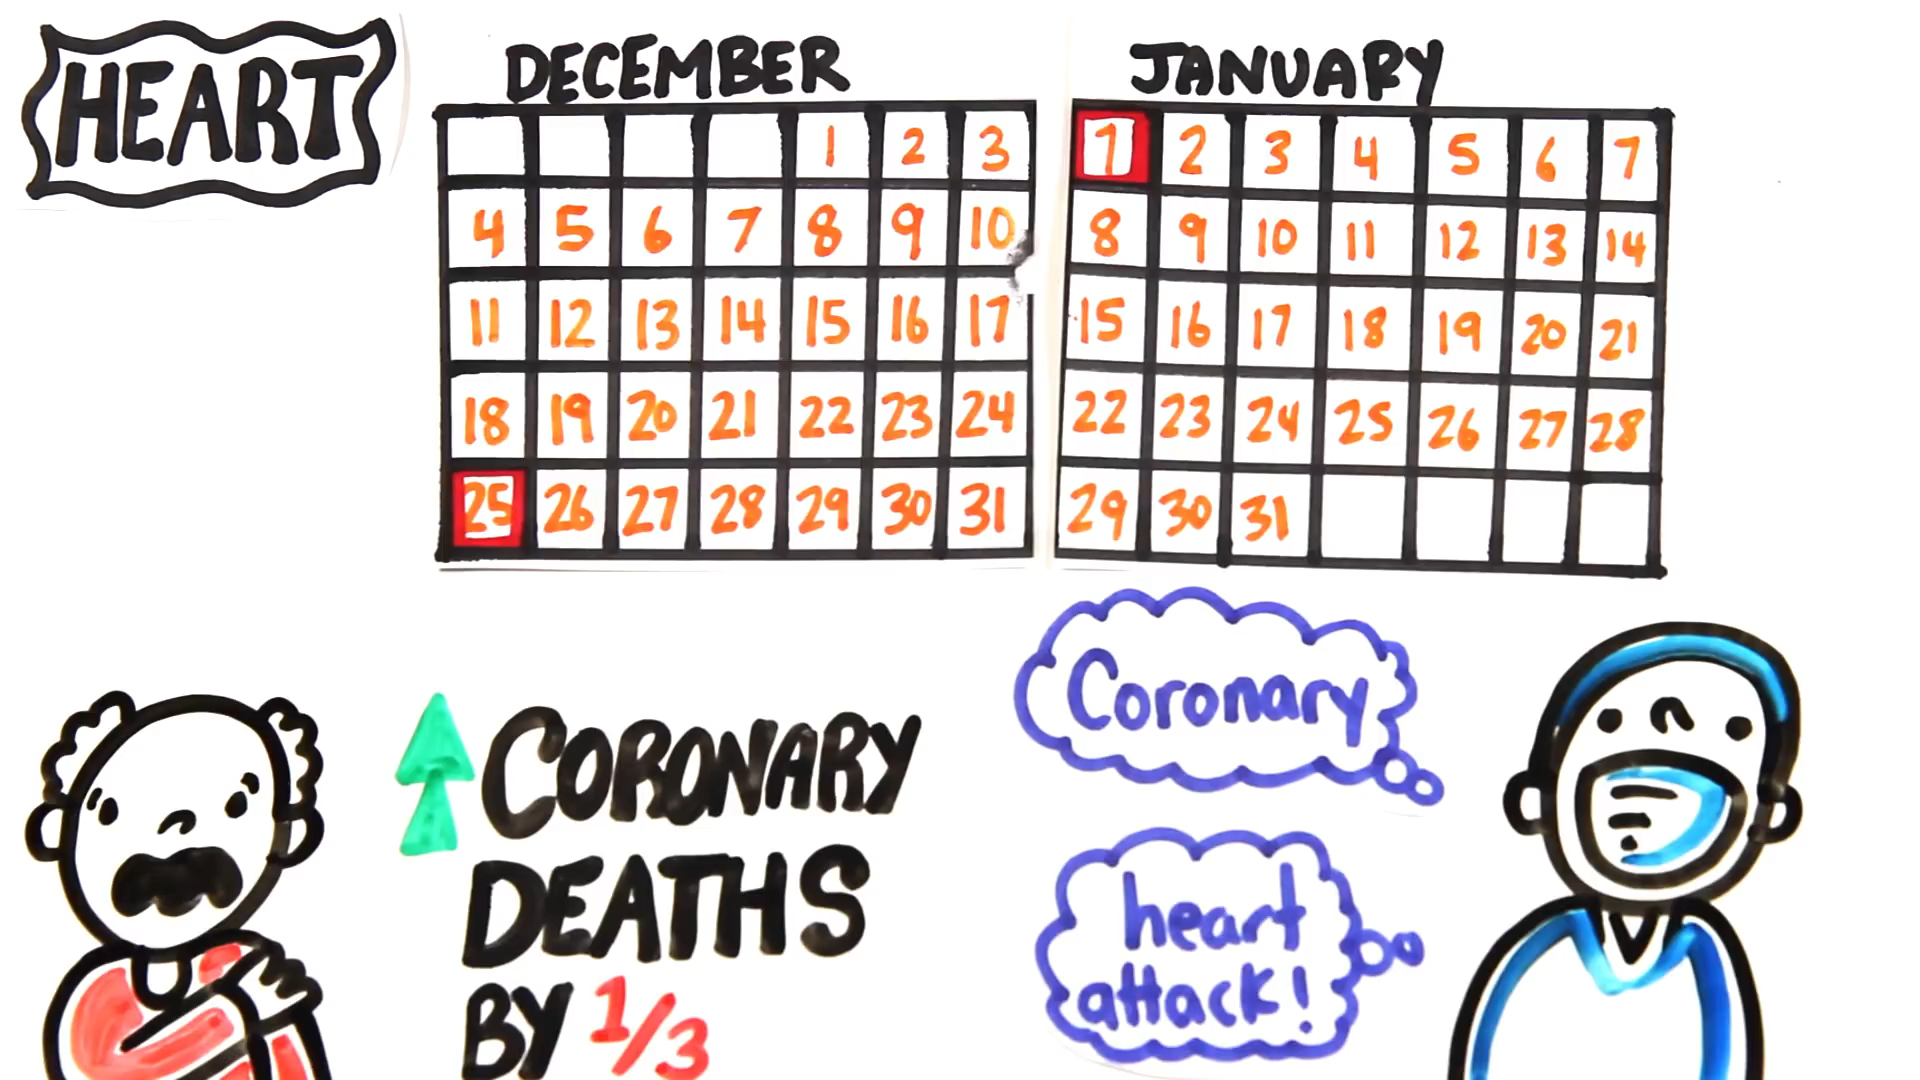 HEART
DECEMBER
1 2 3
4 5 6 7 8 9 10
11 12 13 14 15 16 17
18 19 20 21 22 23 24
25 26 27 28 29 30 31
JANUARY
1 2 3 4 5 6 7
8 9 10 11 12 13 14
15 16 17 18 19 20 21
22 23 24 25 26 27 28
29 30 31
CORONARY
DEATHS
BY 1/3
Coronary
heart
attack!